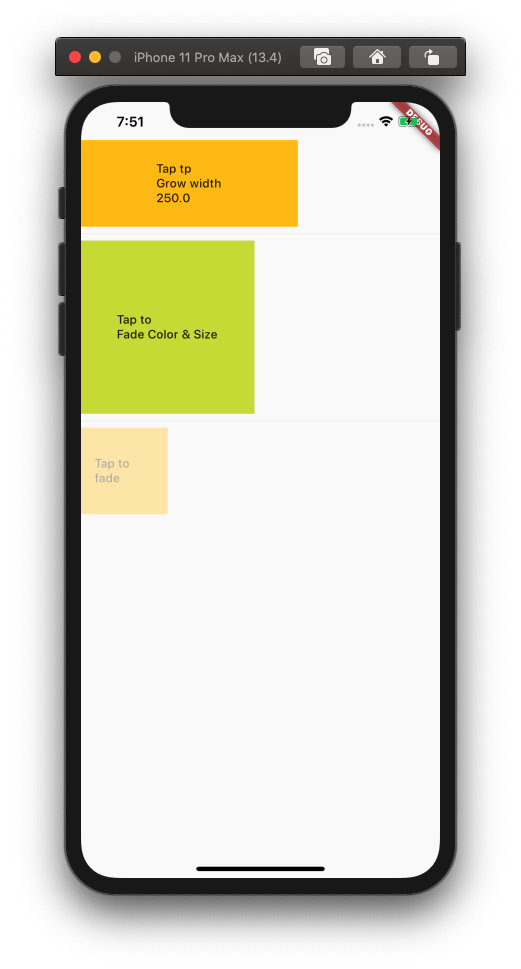 iPhone 11 Pro Max (13.4)
7:51
DEBUG
Tap tp
Grow width
250.0
Tap to
Fade Color & Size
Tap to
fade